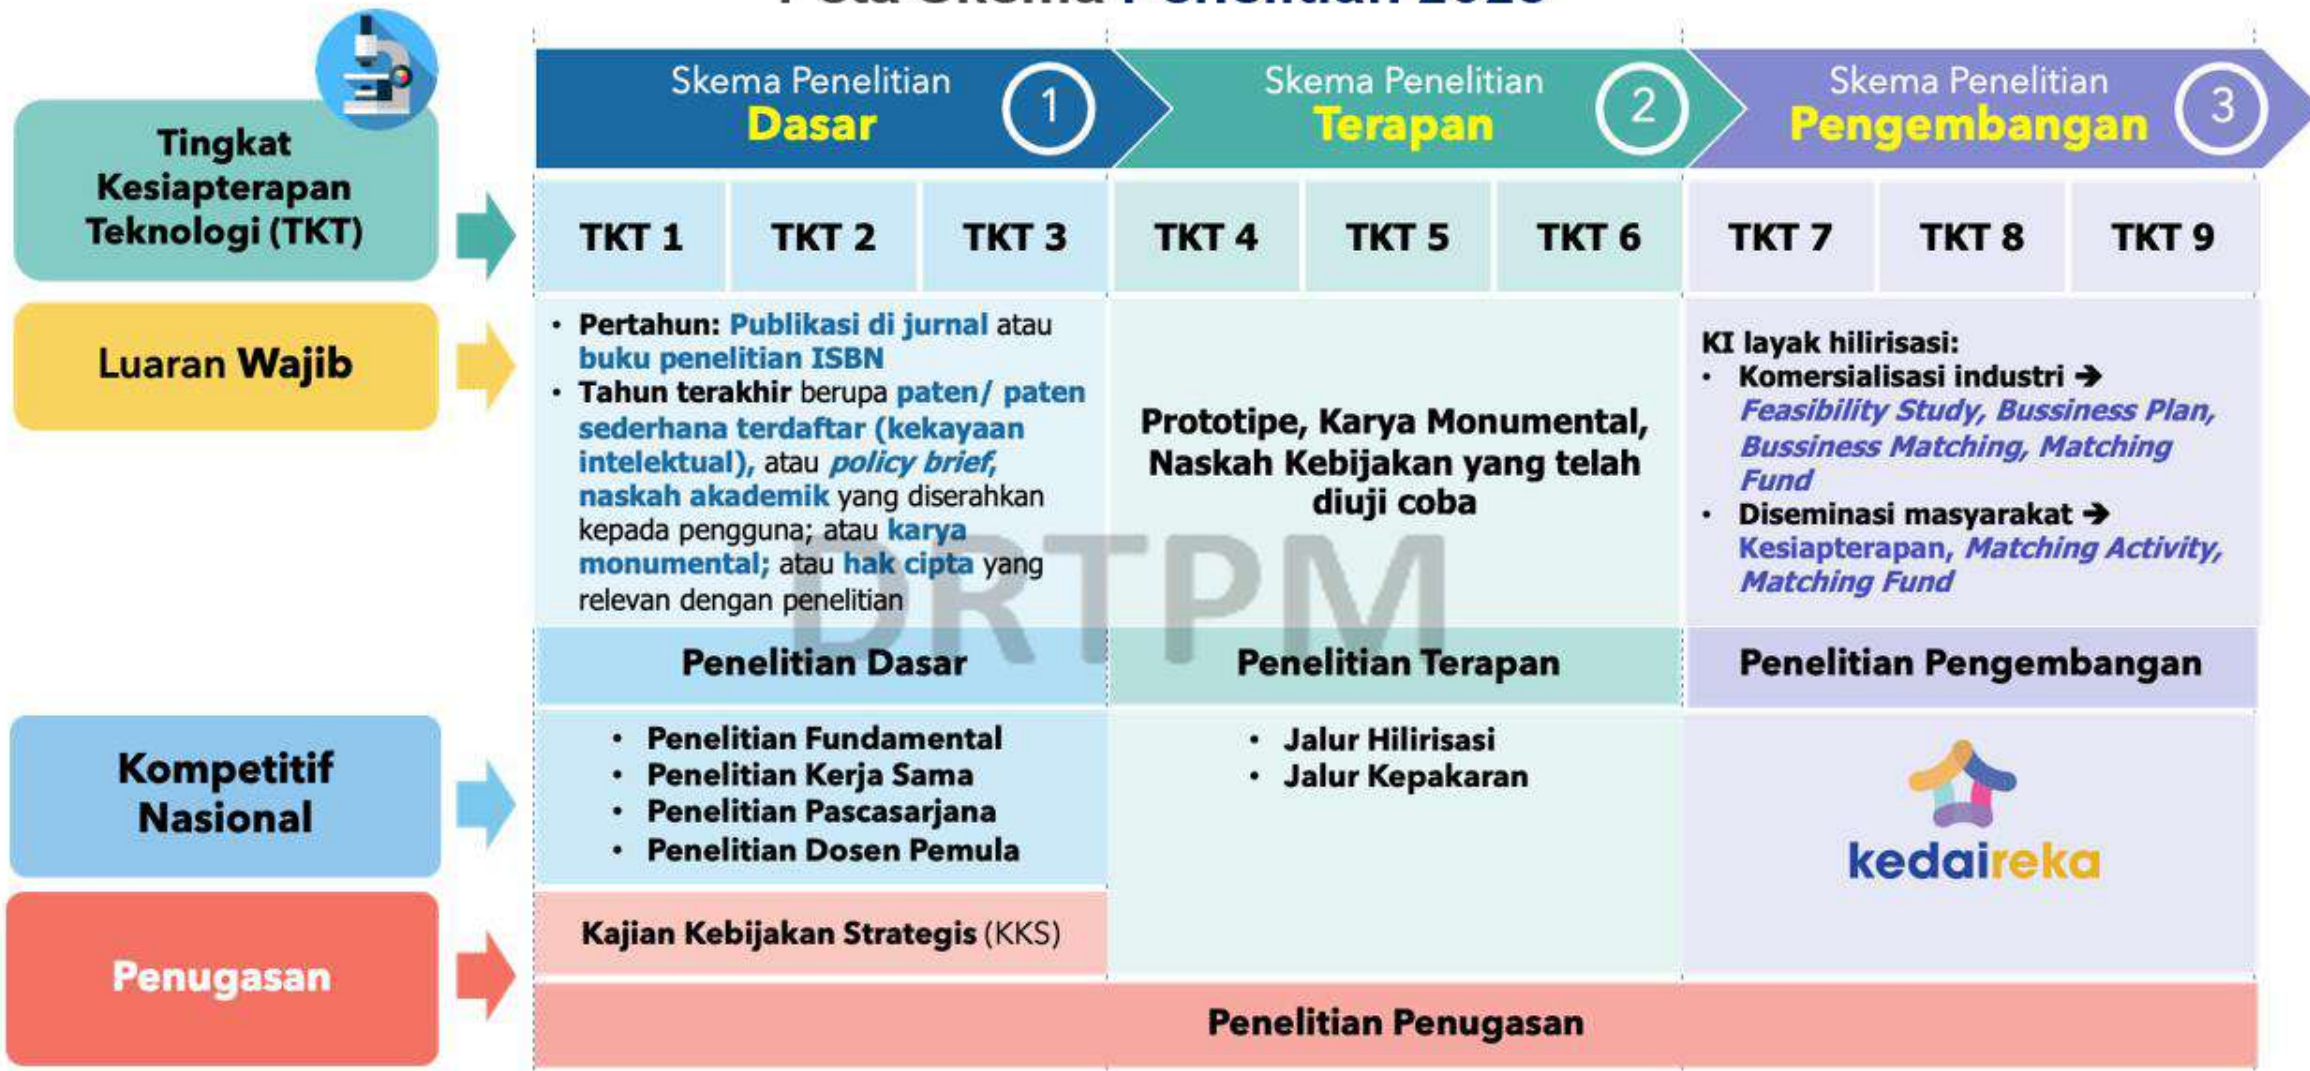 Peta Skema Penelitian
Skema Penelitian
Dasar
1
Skema Penelitian
Terapan
2
Skema Penelitian
Pengembangan
3
Tingkat
Kesiapterapan
Teknologi (TKT)
TKT 1
TKT 2
TKT 3
TKT 4
TKT 5
TKT 6
TKT 7
TKT 8
TKT 9
Luaran Wajib
• Pertahun: Publikasi di jurnal atau
buku penelitian ISBN
• Tahun terakhir berupa paten/ paten
sederhana terdaftar (kekayaan
intelektual), atau policy brief,
naskah akademik yang diserahkan
kepada pengguna; atau karya
monumental; atau hak cipta yang
relevan dengan penelitian
Prototipe, Karya Monumental,
Naskah Kebijakan yang telah
diuji coba
KI layak hilirisasi:
• Komersialisasi industri ➔
Feasibility Study, Bussiness Plan,
Bussiness Matching, Matching
Fund
• Diseminasi masyarakat ➔
Kesiapterapan, Matching Activity,
Matching Fund
DRTPM
Penelitian Dasar
Penelitian Terapan
Penelitian Pengembangan
Kompetitif
Nasional
• Penelitian Fundamental
• Penelitian Kerja Sama
• Penelitian Pascasarjana
• Penelitian Dosen Pemula
• Jalur Hilirisasi
• Jalur Kepakaran
kedaireka
Penugasan
Kajian Kebijakan Strategis (KKS)
Penelitian Penugasan